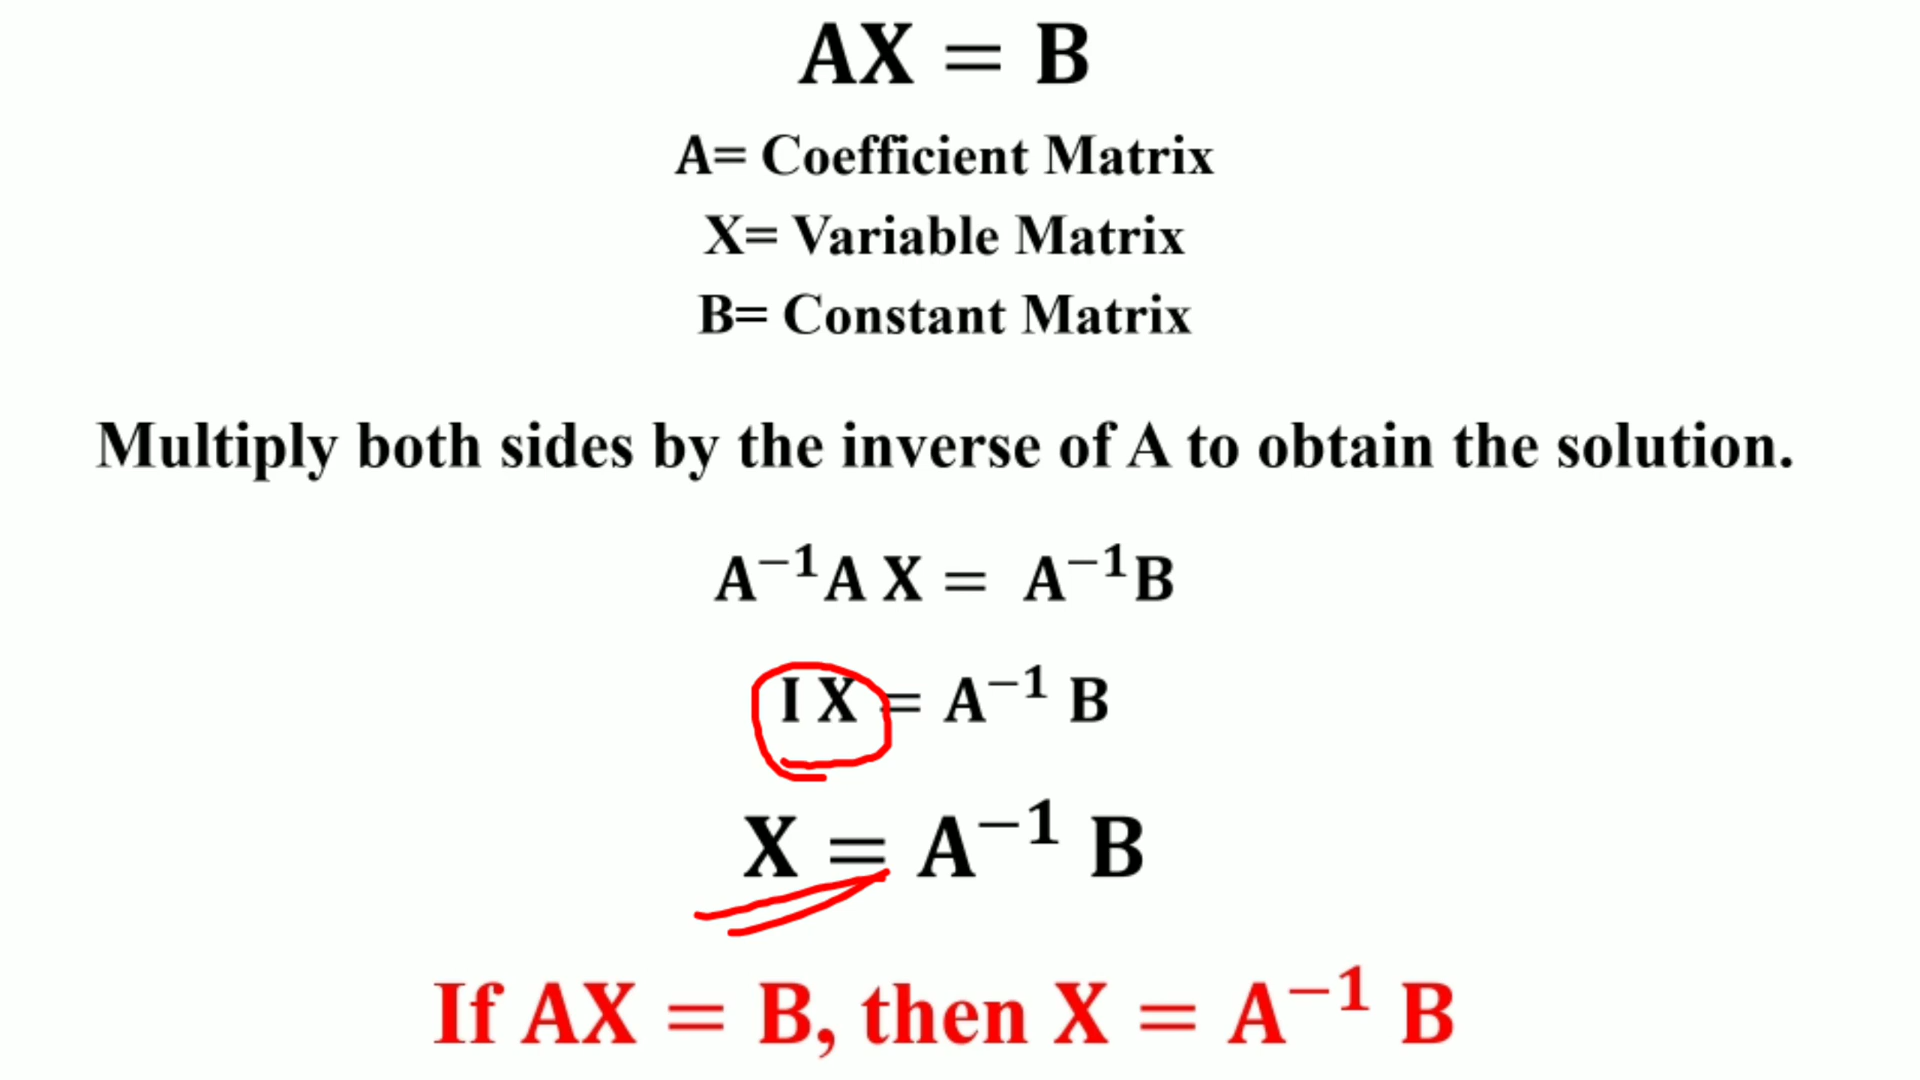 AX = B
A= Coefficient Matrix
X= Variable Matrix
B= Constant Matrix
Multiply both sides by the inverse of A to obtain the solution.
A⁻¹A X = A⁻¹B
I X = A⁻¹ B
X = A⁻¹ B
If AX = B, then X = A⁻¹ B